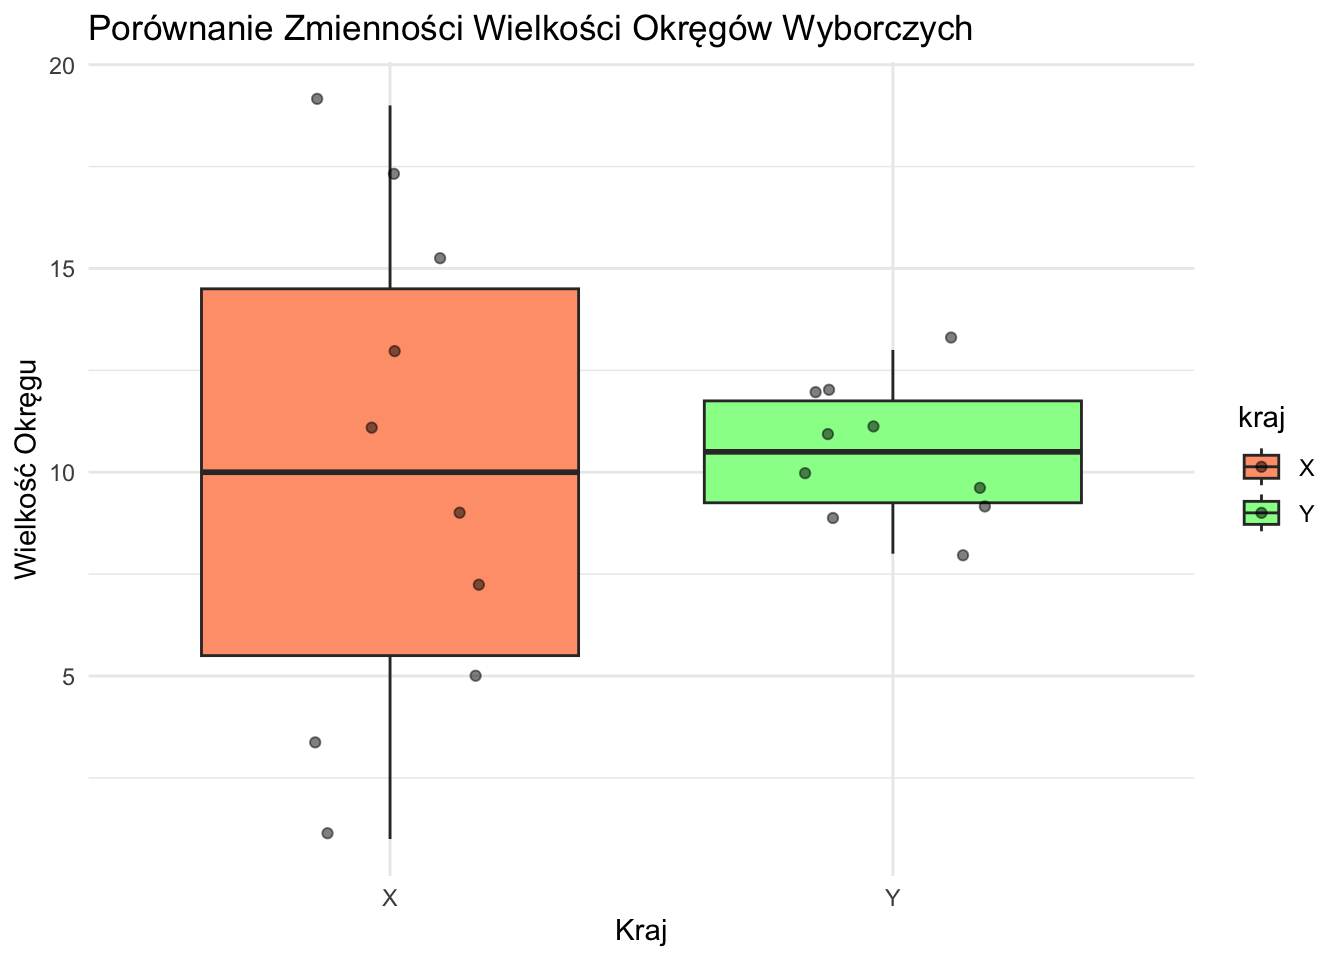 Porównanie Zmienności Wielkości Okręgów Wyborczych
Wielkość Okręgu
20
15
10
5
X
Y
Kraj
kraj
X
Y